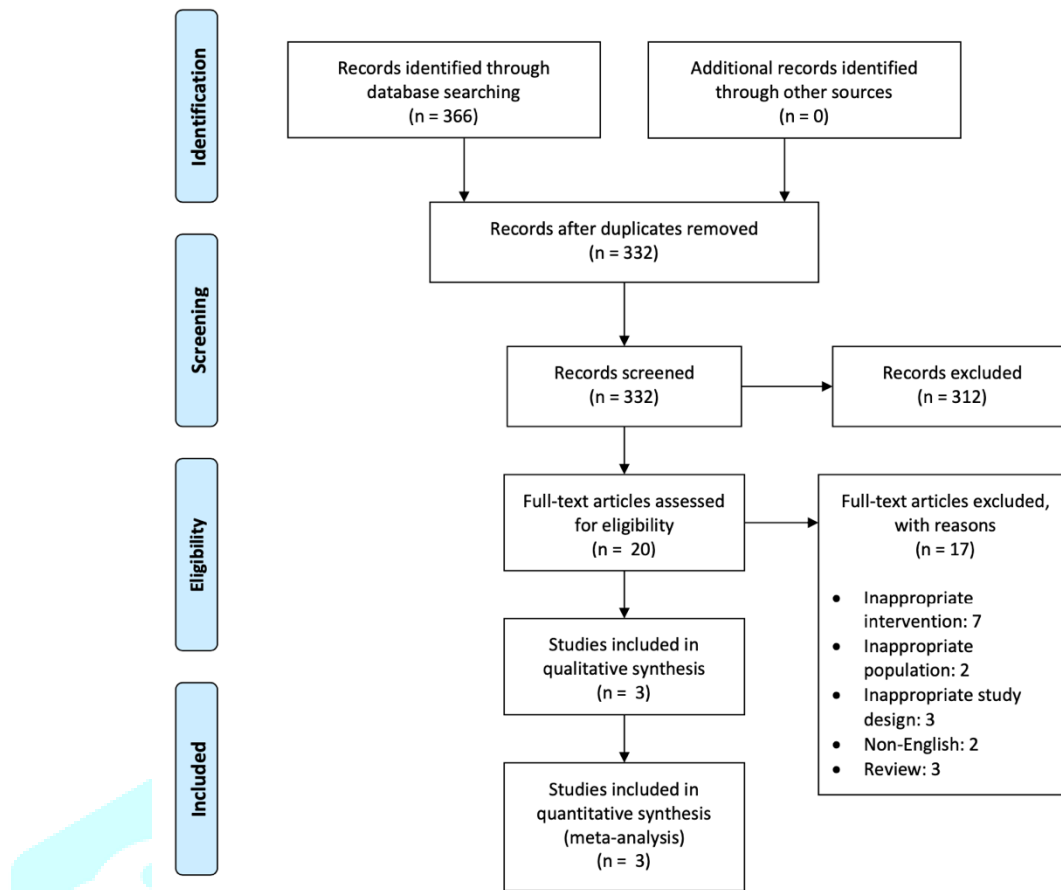 Identification
Records identified through
database searching
(n = 366)
Additional records identified
through other sources
(n = 0)
Records after duplicates removed
(n = 332)
Screening
Records screened
(n = 332)
Records excluded
(n = 312)
Eligibility
Full-text articles assessed
for eligibility
(n = 20)
Full-text articles excluded,
with reasons
(n = 17)
• Inappropriate
intervention: 7
• Inappropriate
population: 2
• Inappropriate study
design: 3
• Non-English: 2
• Review: 3
Studies included in
qualitative synthesis
(n = 3)
Included
Studies included in
quantitative synthesis
(meta-analysis)
(n = 3)